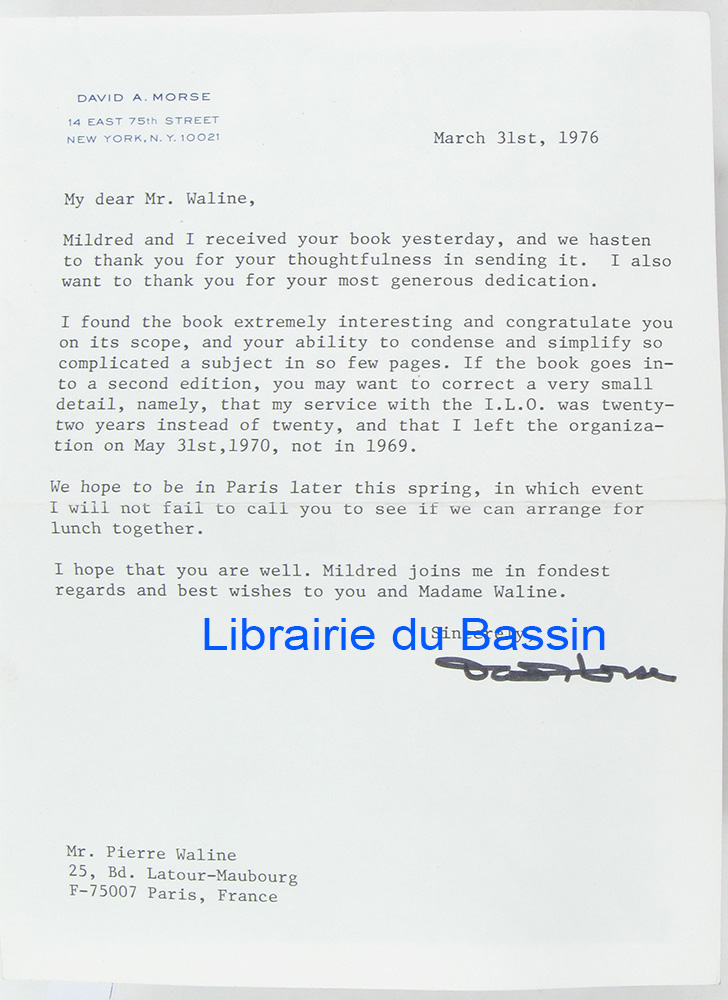 DAVID A. MORSE
14 EAST 75th STREET
NEW YORK, N. Y. 10021
March 31st, 1976
My dear Mr. Waline,
Mildred and I received your book yesterday, and we hasten
to thank you for your thoughtfulness in sending it. I also
want to thank you for your most generous dedication.
I found the book extremely interesting and congratulate you
on its scope, and your ability to condense and simplify so
complicated a subject in so few pages. If the book goes in-
to a second edition, you may want to correct a very small
detail, namely, that my service with the I.L.O. was twenty-
two years instead of twenty, and that I left the organiza-
tion on May 31st,1970, not in 1969.
We hope to be in Paris later this spring, in which event
I will not fail to call you to see if we can arrange for
lunch together.
I hope that you are well. Mildred joins me in fondest
regards and best wishes to you and Madame Waline.
Sincerely,
Librairie du Bassin
David Morse
Mr. Pierre Waline
25, Bd. Latour-Maubourg
F-75007 Paris, France